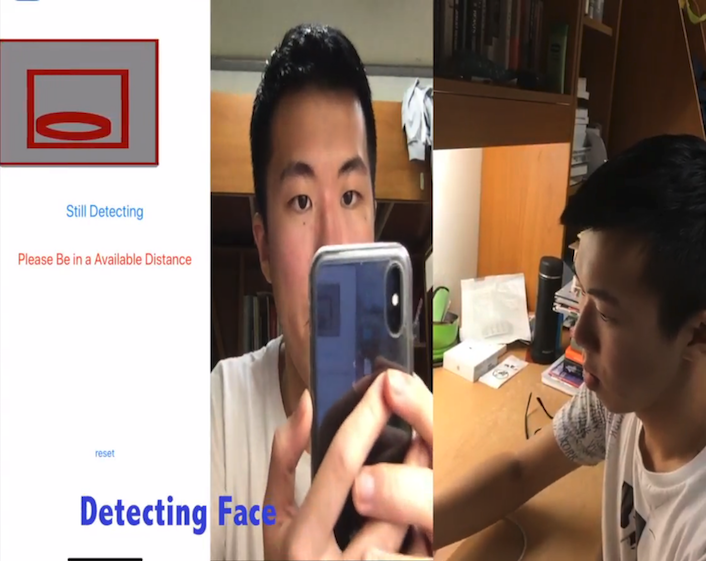 Still Detecting
Please Be in a Available Distance
reset
Detecting Face